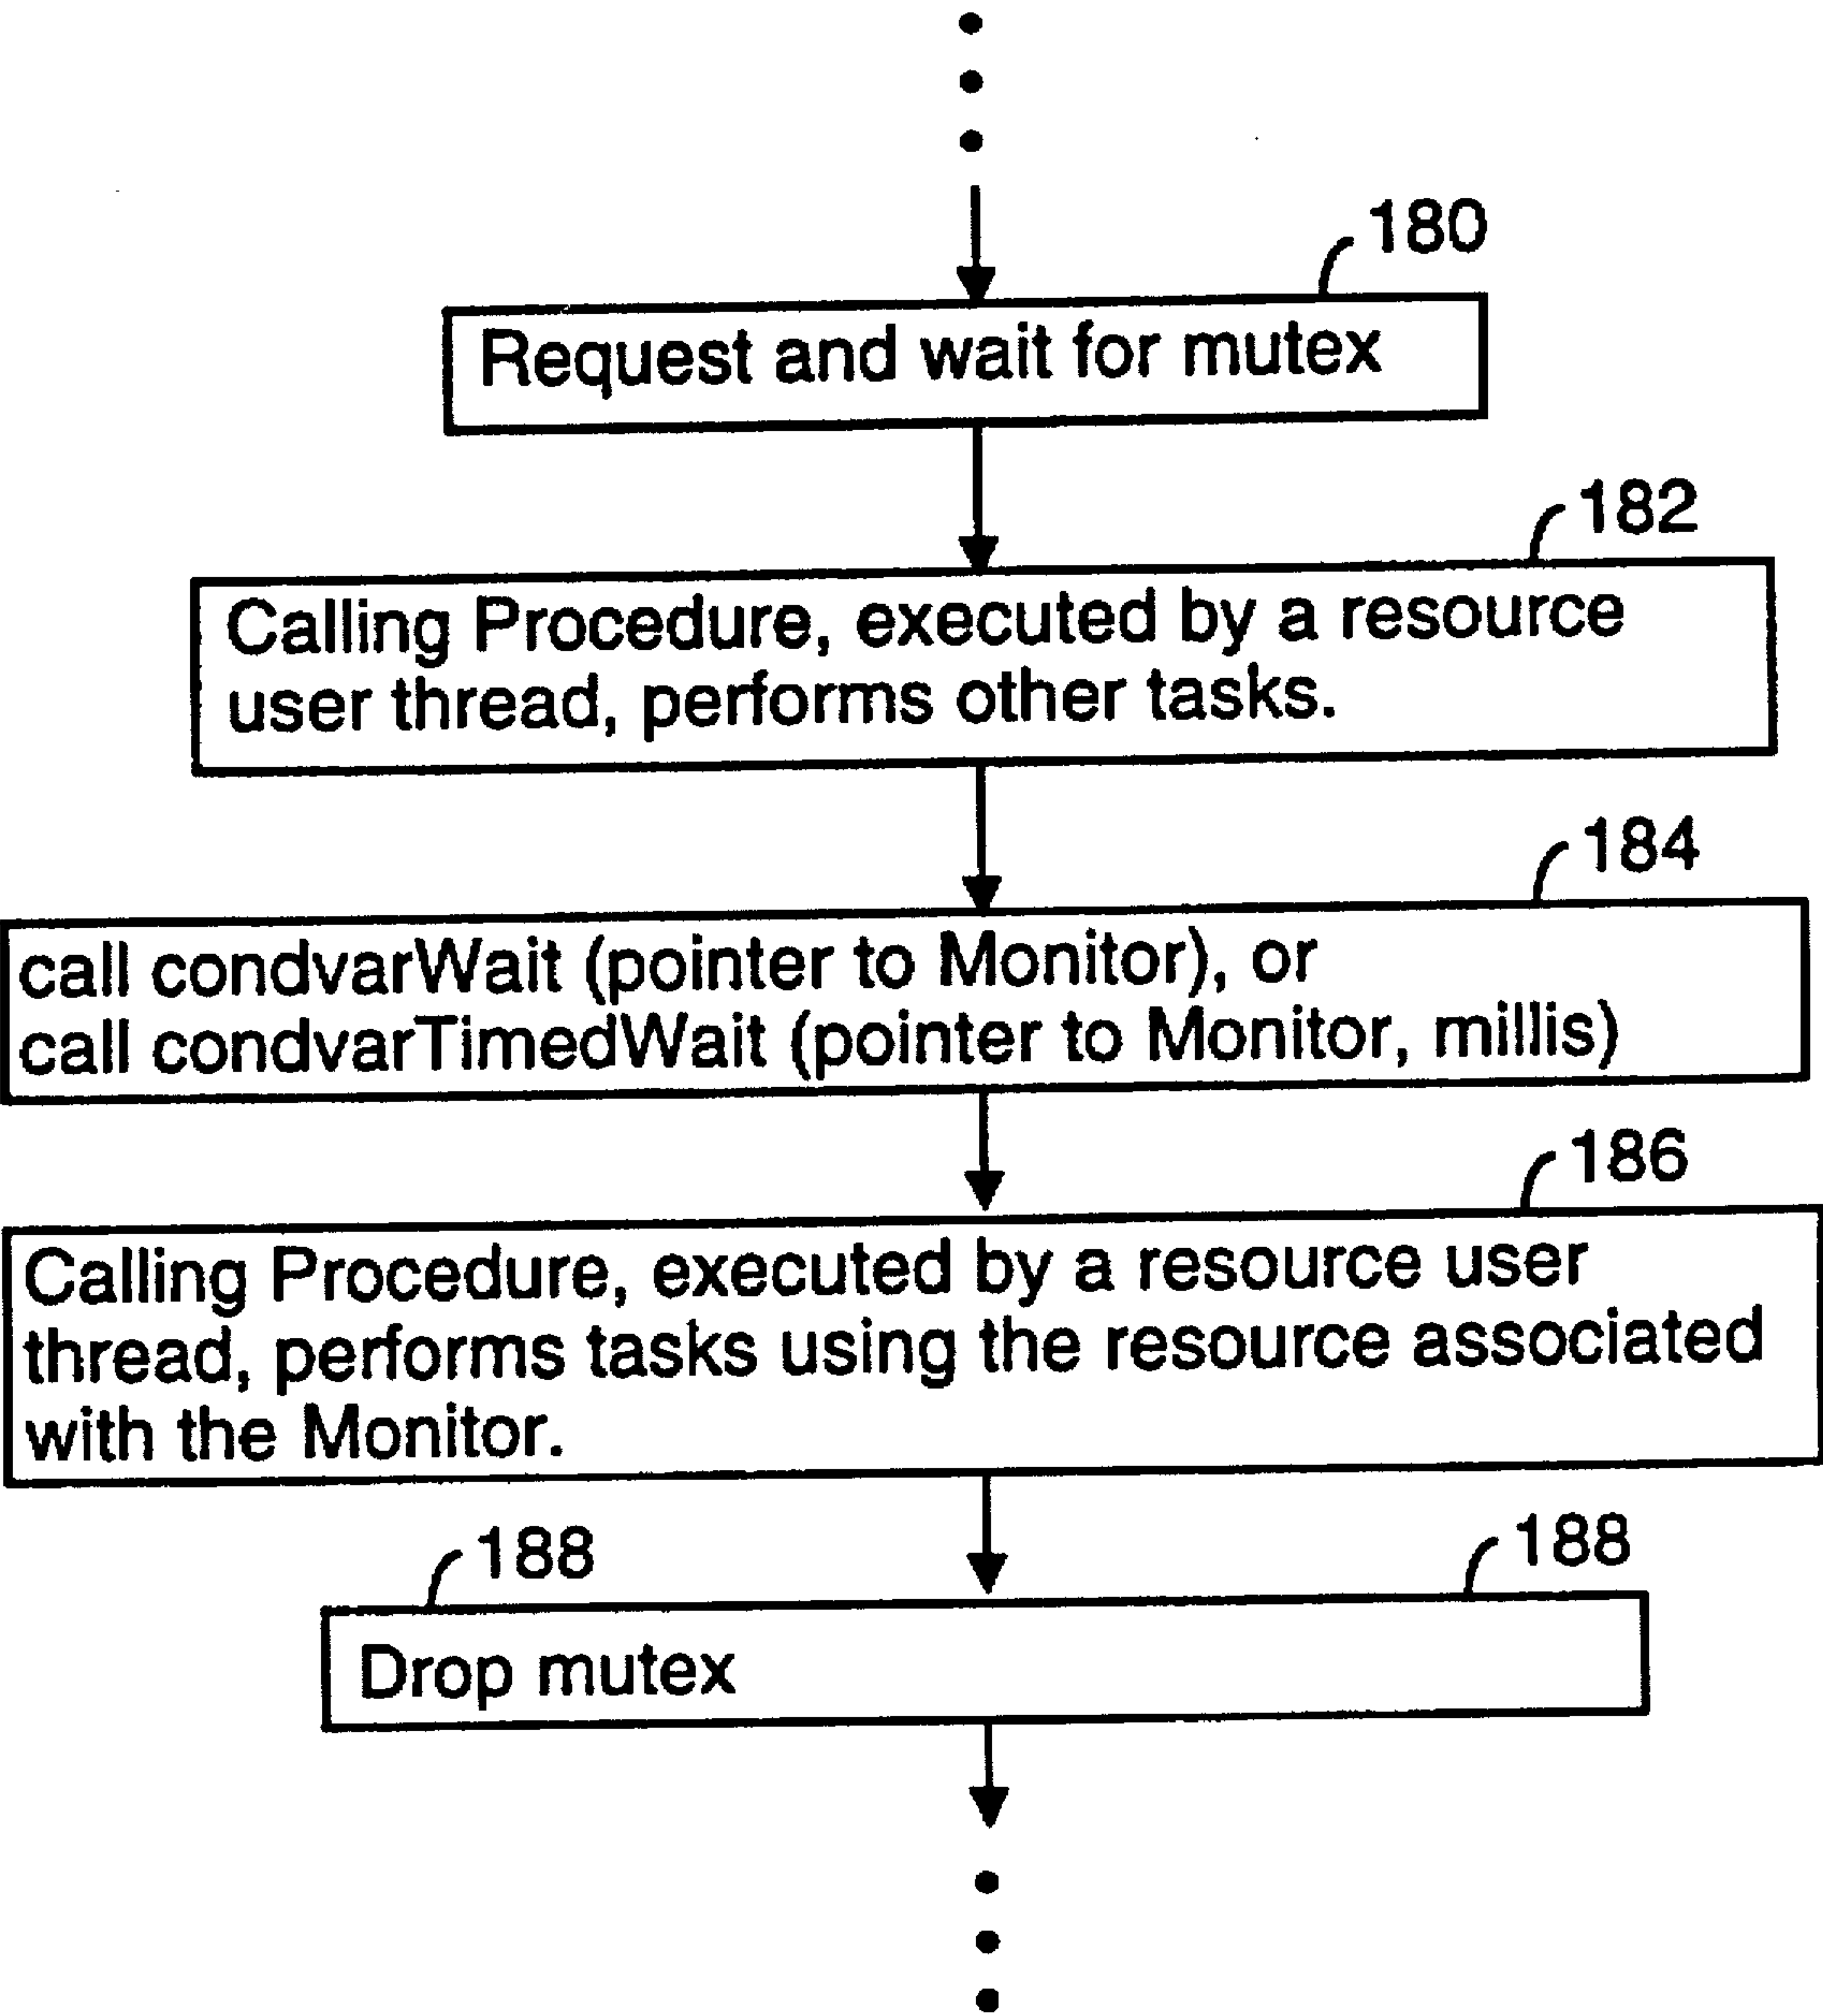 180
Request and wait for mutex
182
Calling Procedure, executed by a resource
user thread, performs other tasks.
184
call condvarWait (pointer to Monitor), or
call condvarTimedWait (pointer to Monitor, millis)
186
Calling Procedure, executed by a resource user
thread, performs tasks using the resource associated
with the Monitor.
188
188
Drop mutex